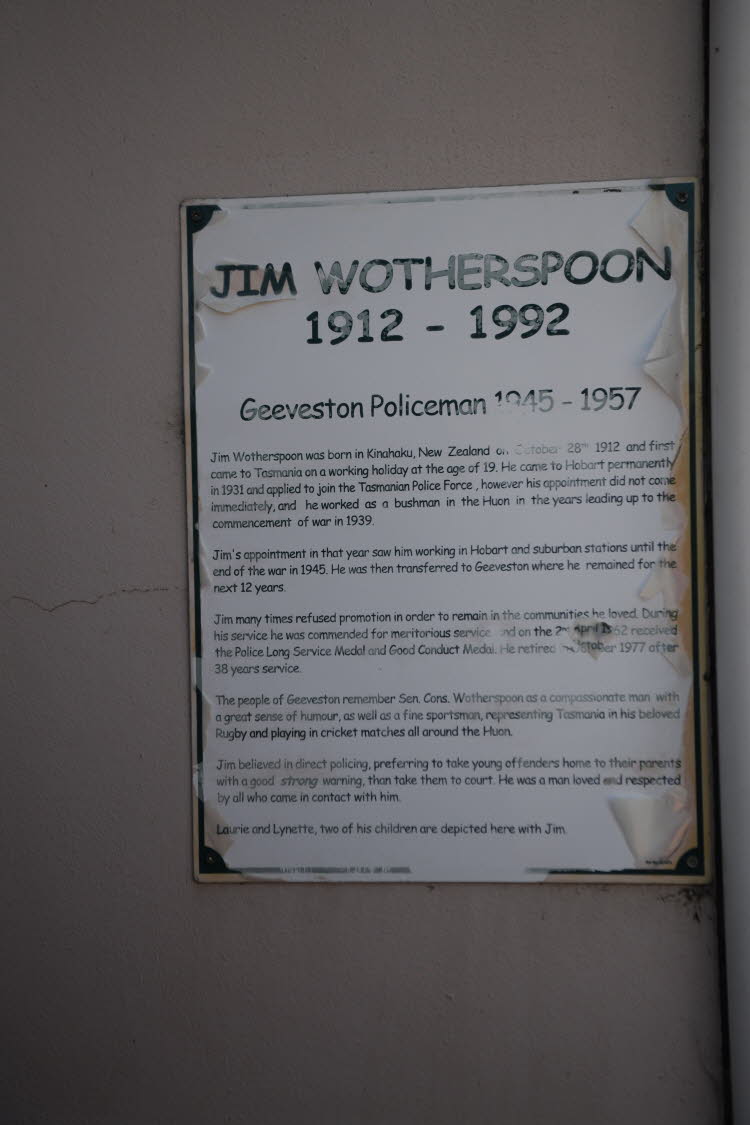 JIM WOTHERSPOON
1912 - 1992
Geeveston Policeman 1945 - 1957
Jim Wotherspoon was born in Kinahaku, New Zealand on October 28th 1912 and first
came to Tasmania on a working holiday at the age of 19. He came to Hobart permanently
in 1931 and applied to join the Tasmanian Police Force , however his appointment did not come
immediately, and he worked as a bushman in the Huon in the years leading up to the
commencement of war in 1939.
Jim's appointment in that year saw him working in Hobart and suburban stations until the
end of the war in 1945. He was then transferred to Geeveston where he remained for the
next 12 years.
Jim many times refused promotion in order to remain in the communities he loved. During
his service he was commended for meritorious service and on the 2nd April received
the Police Long Service Medal and Good Conduct Medal. He retired October 1977 after
38 years service.
The people of Geeveston remember Sen. Cons. Wotherspoon as a compassionate man with
a great sense of humour, as well as a fine sportsman, representing Tasmania in his beloved
Rugby and playing in cricket matches all around the Huon.
Jim believed in direct policing, preferring to take young offenders home to their parents
with a good strong warning, than take them to court. He was a man loved and respected
by all who came in contact with him.
Laurie and Lynette, two of his children are depicted here with Jim.